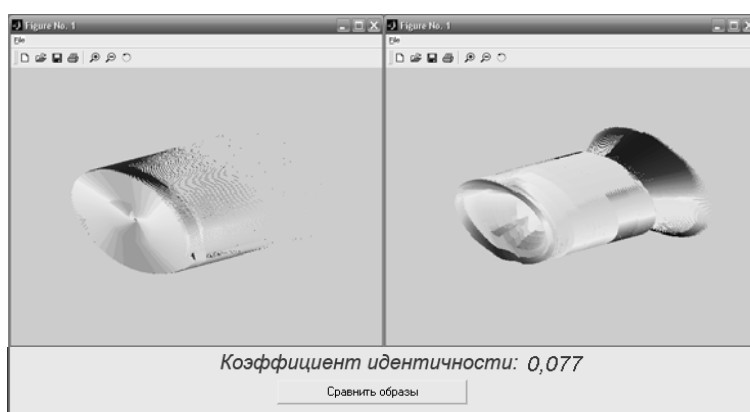 Figure No. 1
File
Figure No. 1
File
Коэффициент идентичности: 0,077
Сравнить образы